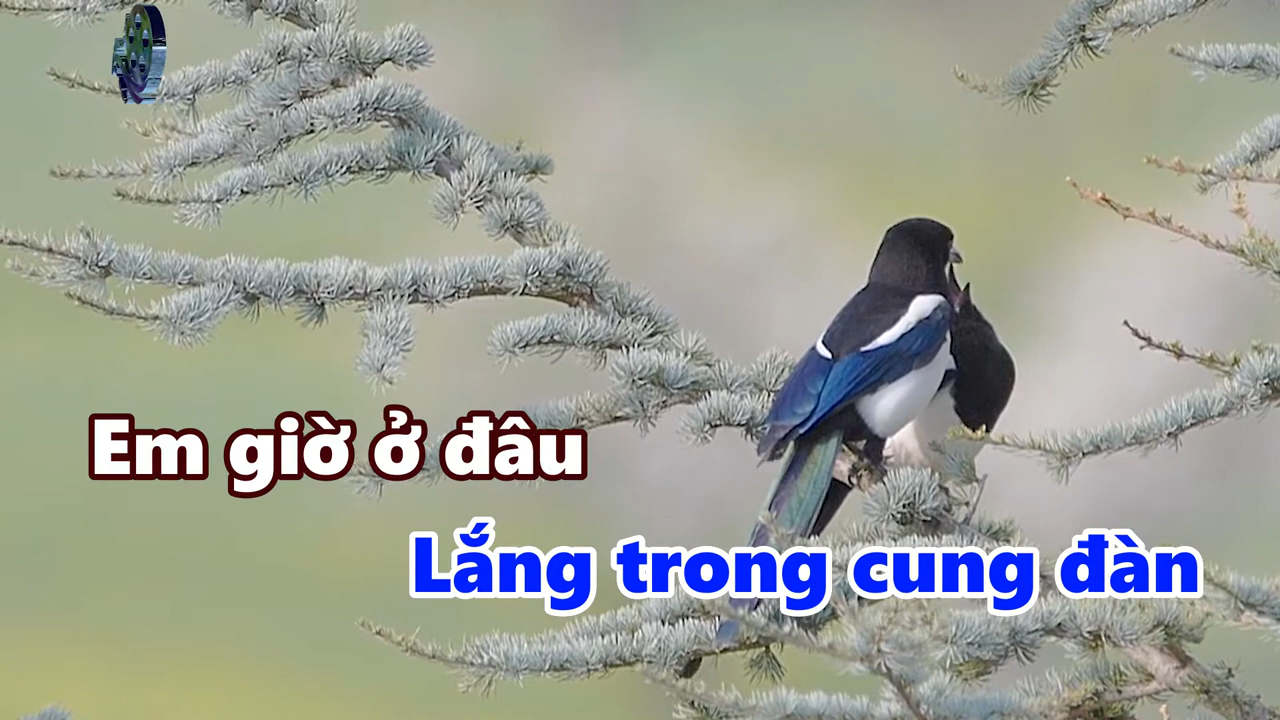 Em giờ ở đâu
Lắng trong cung đàn